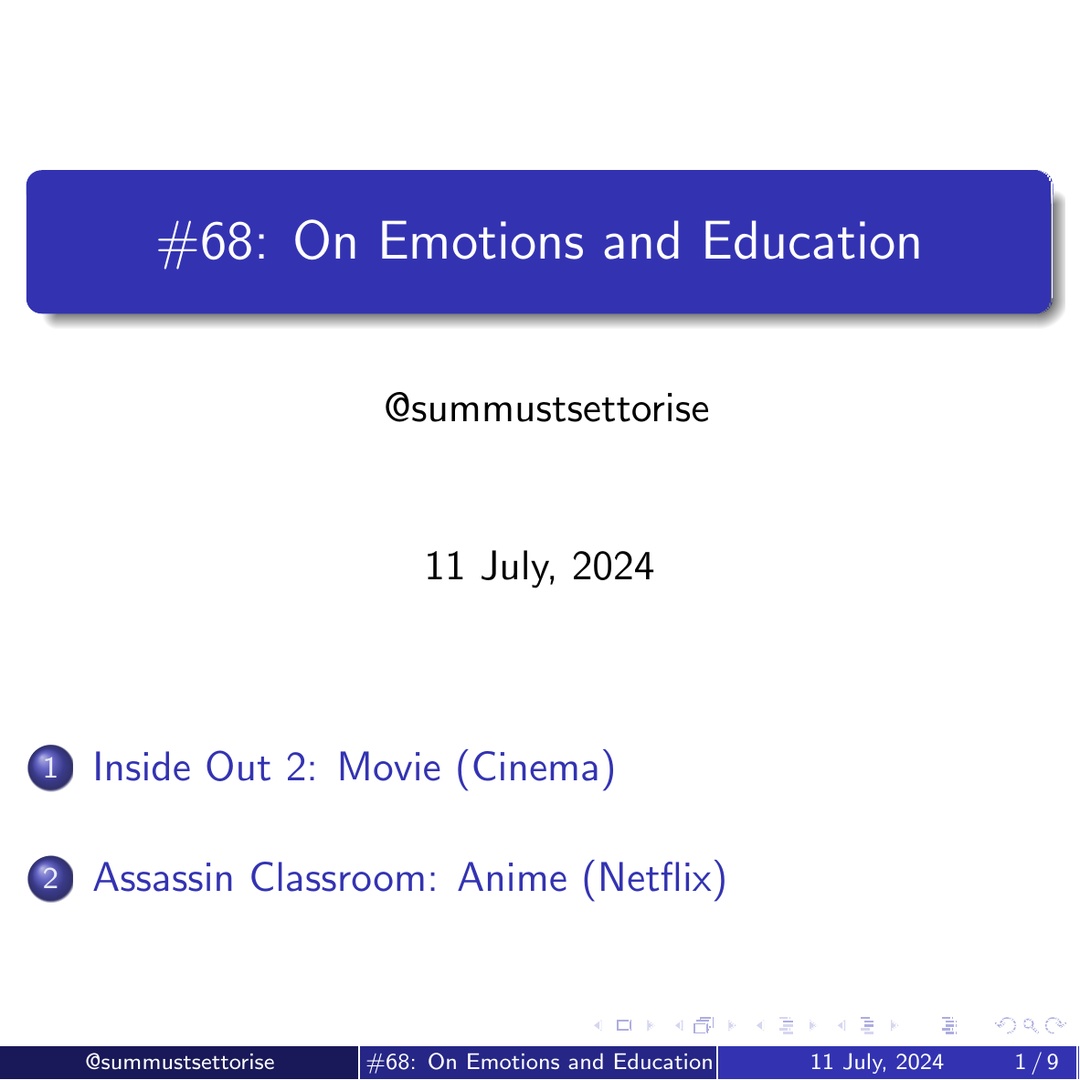 #68: On Emotions and Education
@summustsettorise
11 July, 2024
1 Inside Out 2: Movie (Cinema)
2 Assassin Classroom: Anime (Netflix)
@summustsettorise #68: On Emotions and Education 11 July, 2024 1 / 9